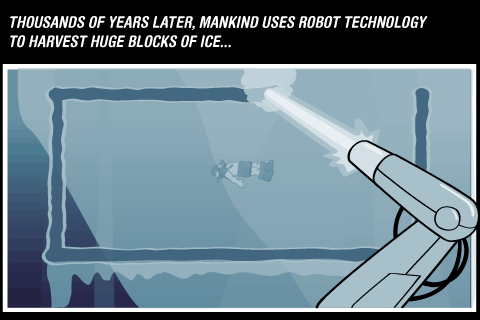 THOUSANDS OF YEARS LATER, MANKIND USES ROBOT TECHNOLOGY
TO HARVEST HUGE BLOCKS OF ICE...